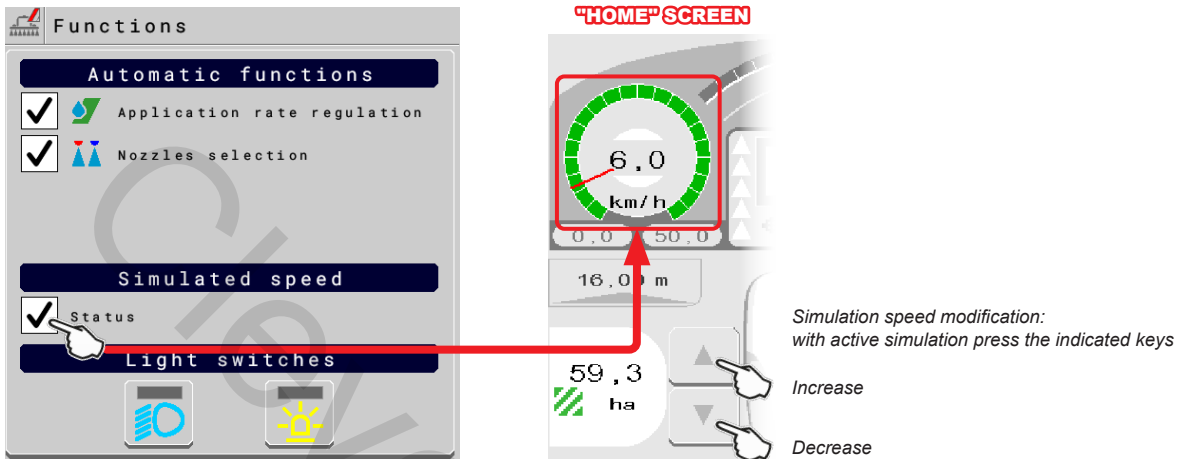 Functions
Automatic functions
Application rate regulation
Nozzles selection
Simulated speed
Status
Light switches
"HOME" SCREEN
6,0
km/h
0,0 50,0
16,00 m
59,3
ha
Simulation speed modification:
with active simulation press the indicated keys
Increase
Decrease